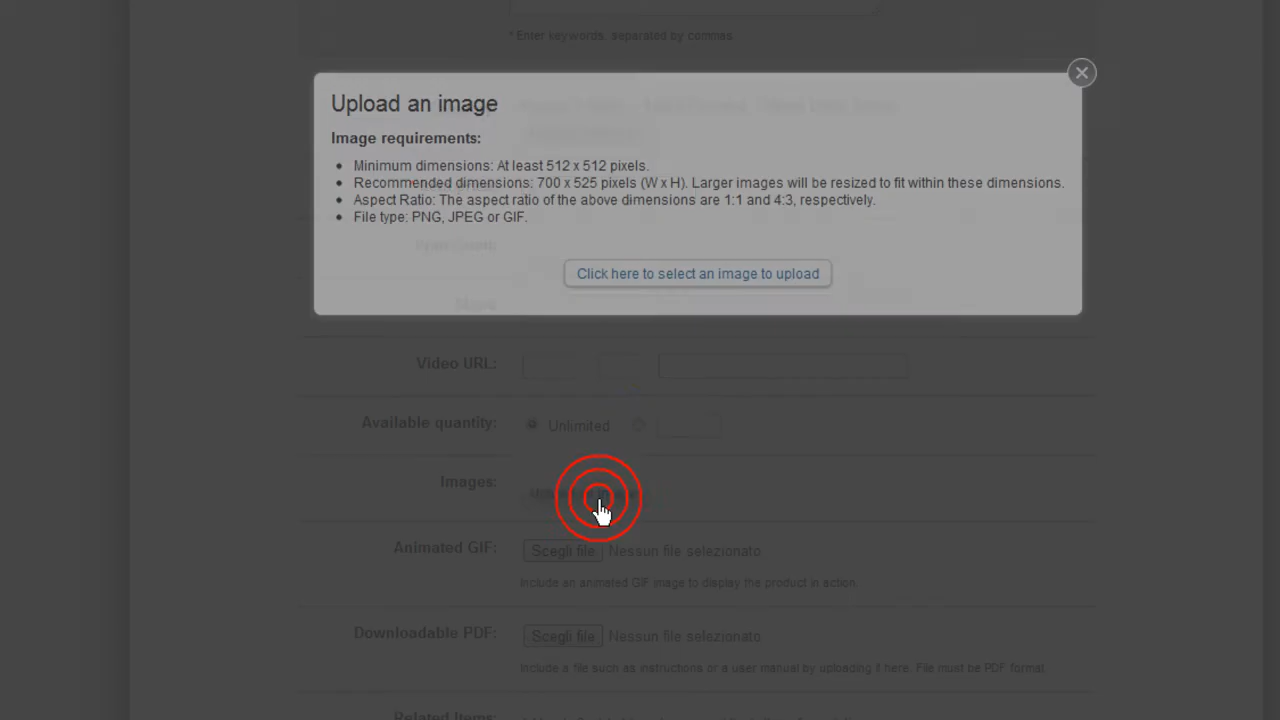 * Enter keywords, separated by commas.
Upload an image
Image requirements:
Minimum dimensions: At least 512 x 512 pixels.
Recommended dimensions: 700 x 525 pixels (W x H). Larger images will be resized to fit within these dimensions.
Aspect Ratio: The aspect ratio of the above dimensions are 1:1 and 4:3, respectively.
File type: PNG, JPEG or GIF.
Click here to select an image to upload
Video URL:
Available quantity: Unlimited
Images:
Animated GIF: Scegli file Nessun file selezionato
Include an animated GIF image to display the product in action.
Downloadable PDF: Scegli file Nessun file selezionato
Include a file such as instructions or a user manual by uploading it here. File must be PDF format.
Related Items: